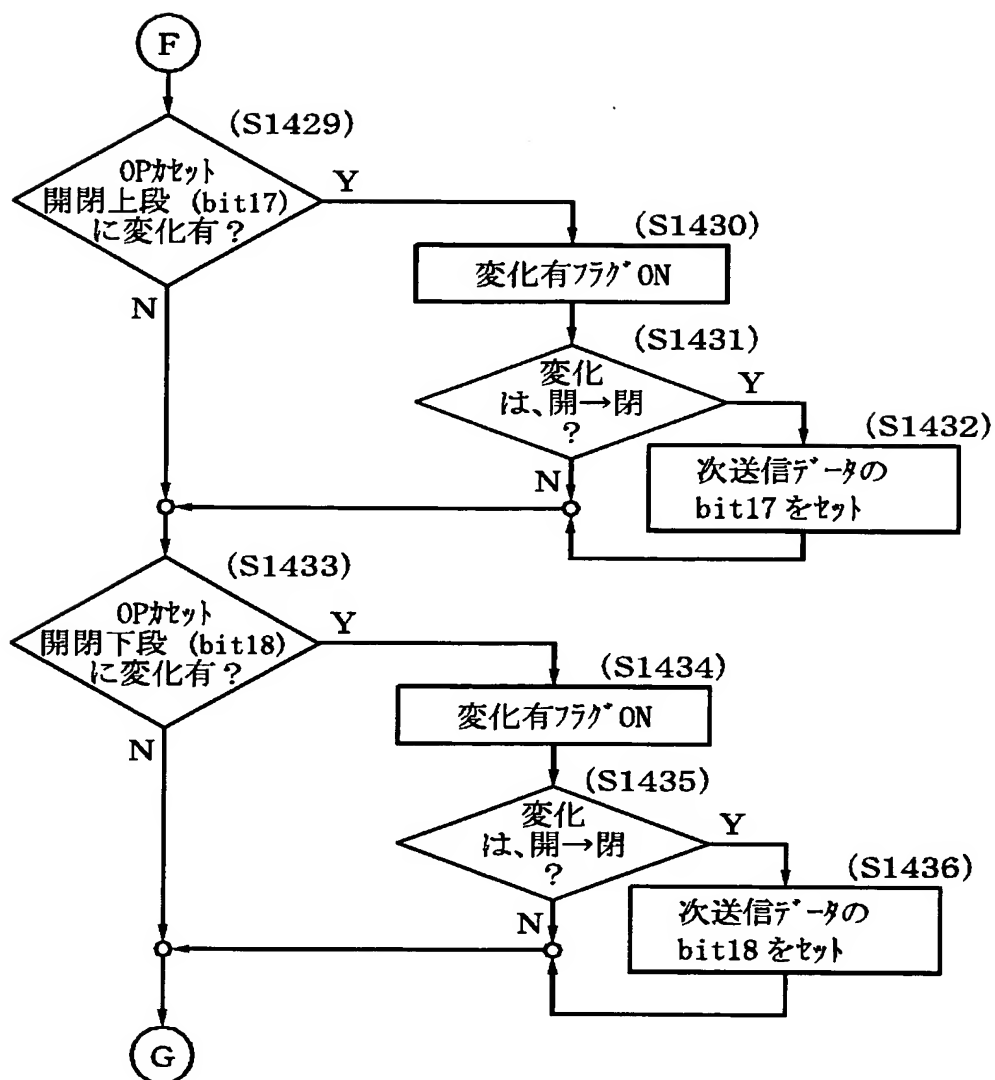 F
(S1429)
OPカセット
開閉上段 (bit17)
に変化有?
Y
N
(S1430)
変化有フラグON
(S1431)
変化
は、開→閉
?
Y
N
(S1432)
次送信データの
bit17をセット
(S1433)
OPカセット
開閉下段 (bit18)
に変化有?
Y
N
(S1434)
変化有フラグON
(S1435)
変化
は、開→閉
?
Y
N
(S1436)
次送信データの
bit18をセット
G